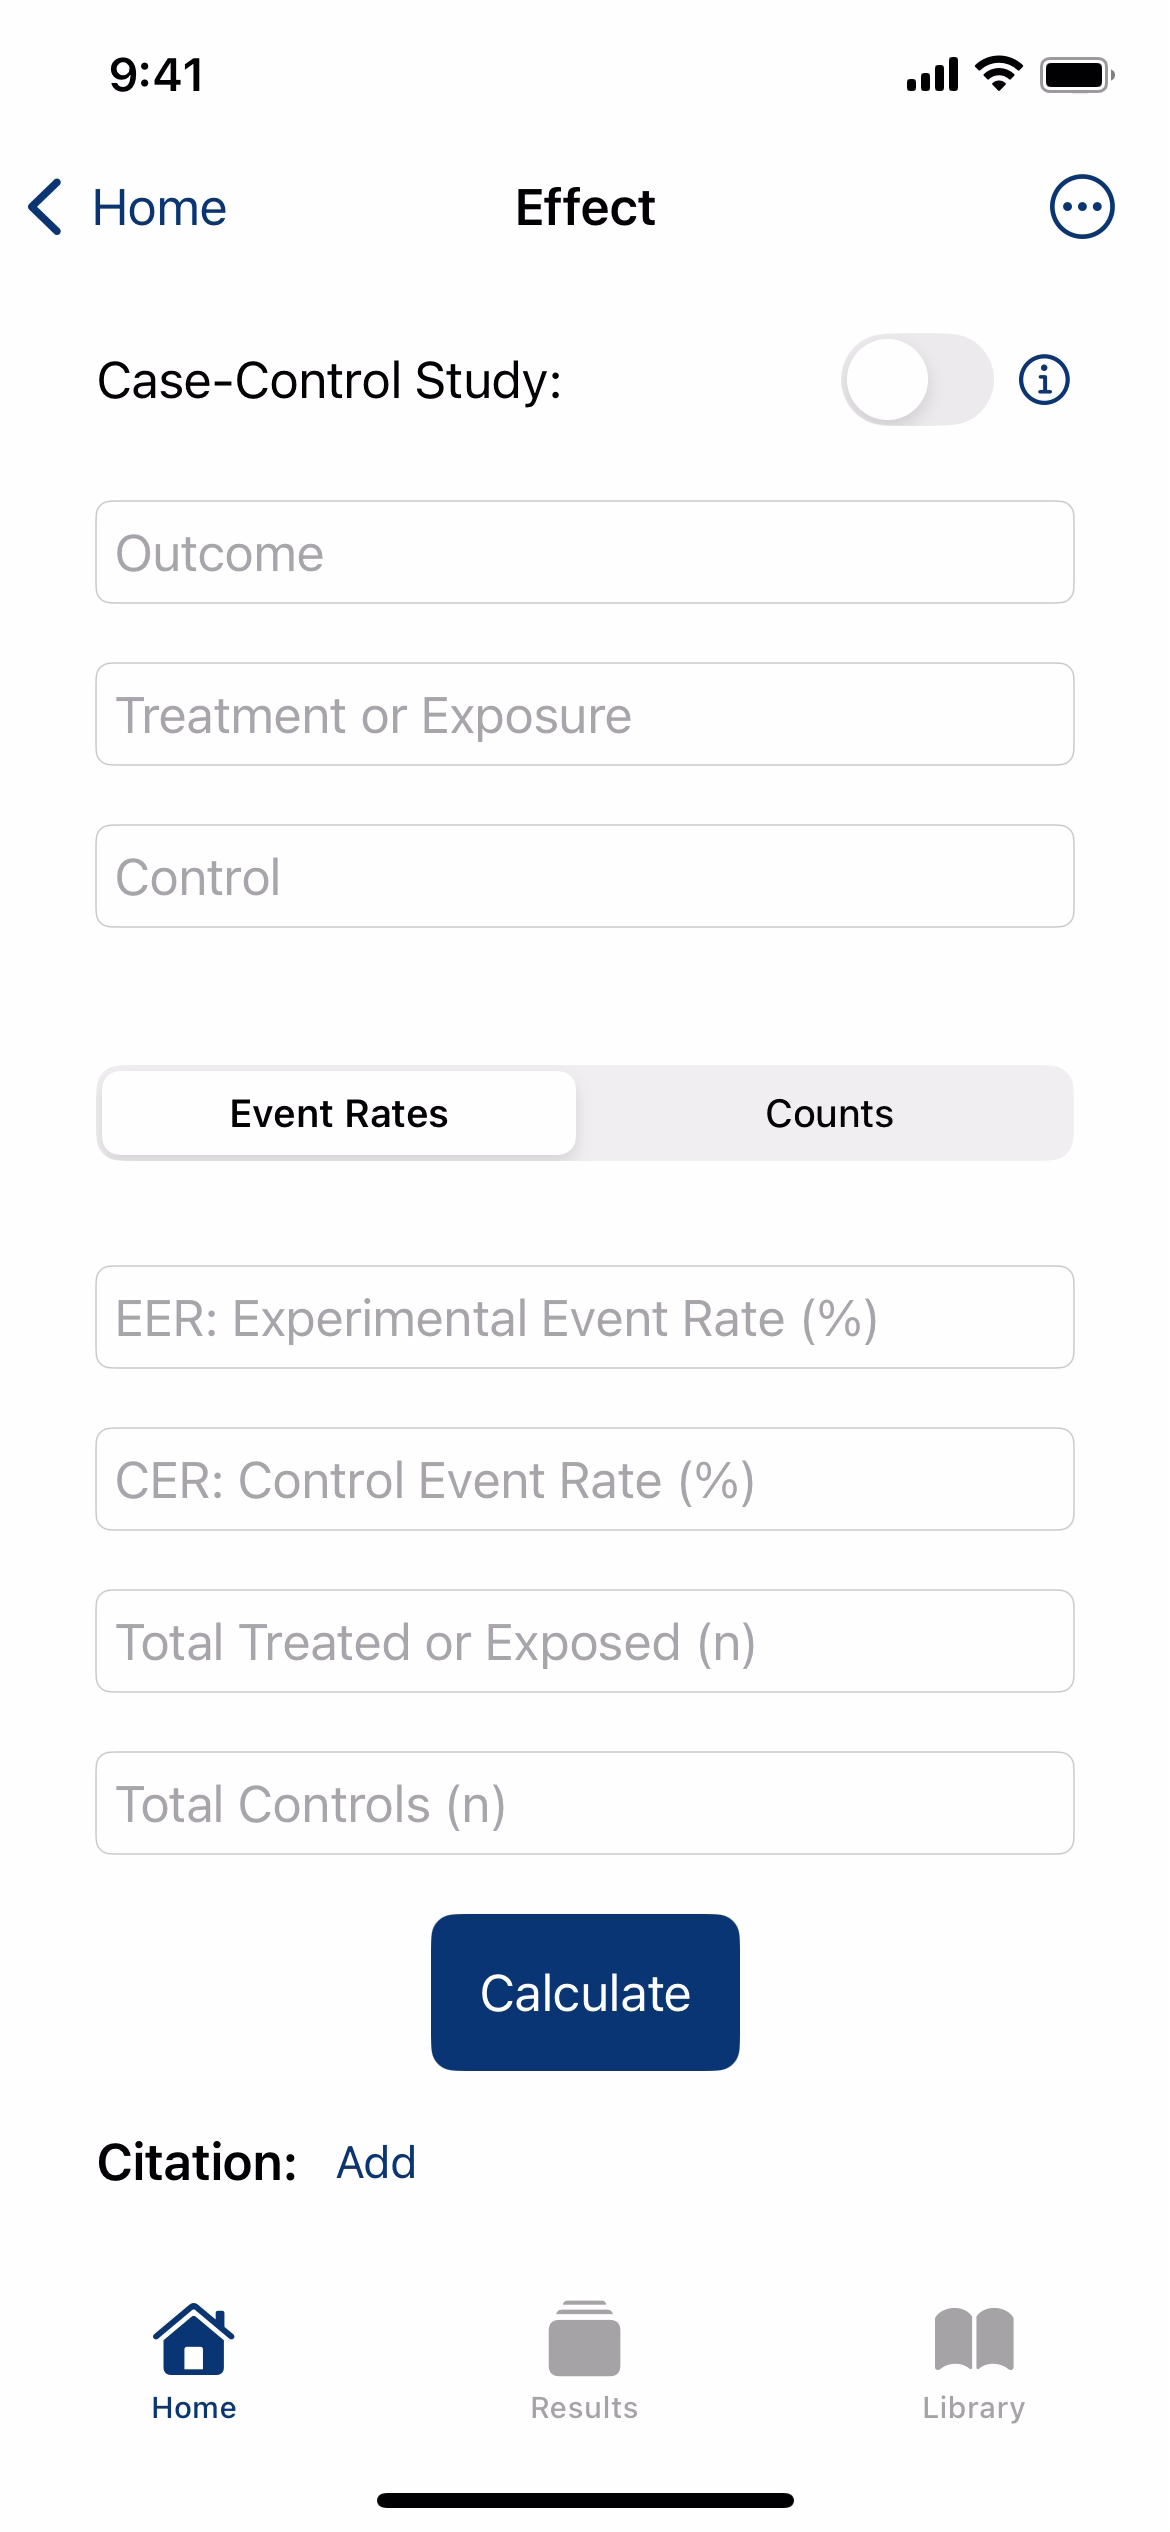 9:41
Home
Effect
Case-Control Study:
Outcome
Treatment or Exposure
Control
Event Rates
Counts
EER: Experimental Event Rate (%)
CER: Control Event Rate (%)
Total Treated or Exposed (n)
Total Controls (n)
Calculate
Citation: Add
Home
Results
Library